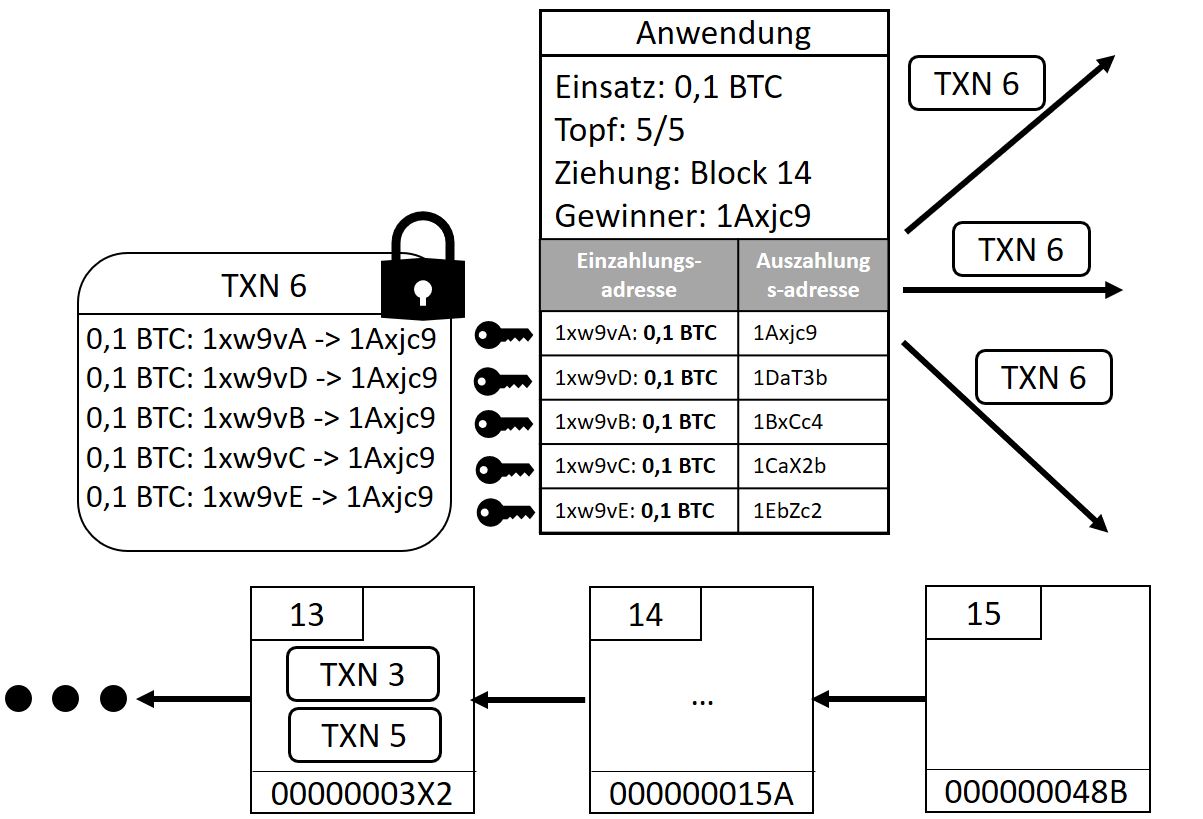 Anwendung
Einsatz: 0,1 BTC
Topf: 5/5
Ziehung: Block 14
Gewinner: 1Axjc9
Einzahlungs-
adresse
Auszahlung
s-adresse
1xw9vA: 0,1 BTC
1Axjc9
1xw9vD: 0,1 BTC
1DaT3b
1xw9vB: 0,1 BTC
1BxCc4
1xw9vC: 0,1 BTC
1CaX2b
1xw9vE: 0,1 BTC
1EbZc2
TXN 6
TXN 6
TXN 6
TXN 6
0,1 BTC: 1xw9vA -> 1Axjc9
0,1 BTC: 1xw9vD -> 1Axjc9
0,1 BTC: 1xw9vB -> 1Axjc9
0,1 BTC: 1xw9vC -> 1Axjc9
0,1 BTC: 1xw9vE -> 1Axjc9
13
TXN 3
TXN 5
00000003X2
14
...
000000015A
15
000000048B